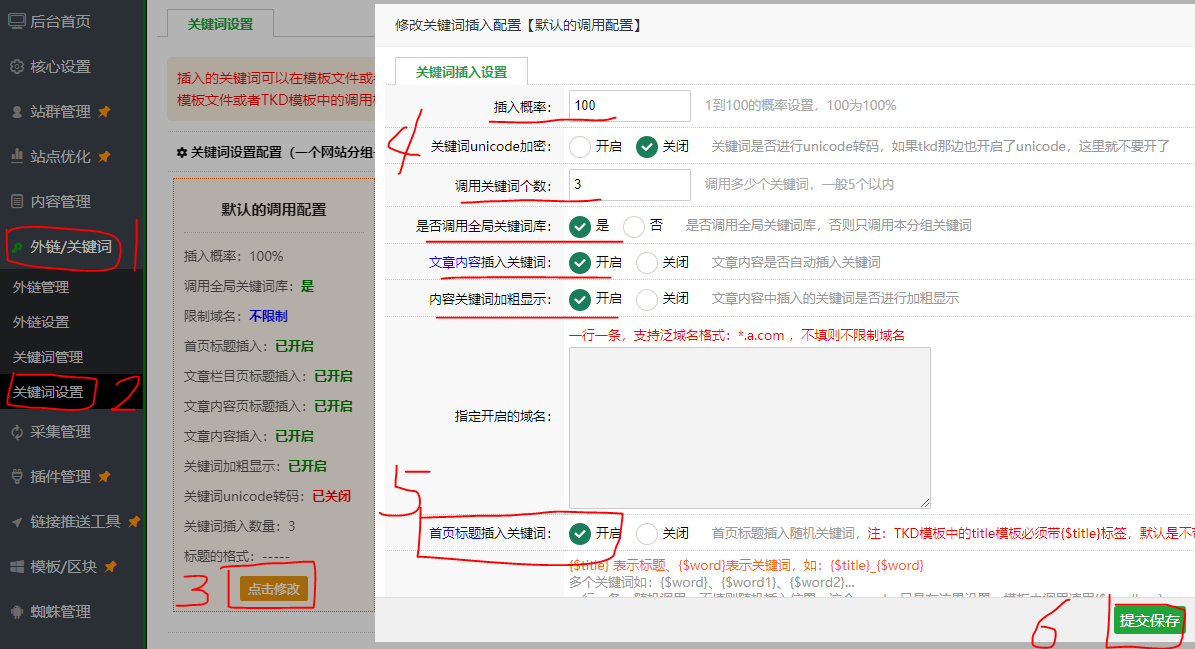 后台首页
核心设置
站群管理
站点优化
内容管理
外链/关键词
1
外链管理
外链设置
关键词管理
关键词设置
2
采集管理
插件管理
链接推送工具
模板/区块
蜘蛛管理
关键词设置
插入的关键词可以在模板文件或
模板文件或者TKD模板中的调用
关键词设置配置（一个网站分组
默认的调用配置
插入概率：100%
调用全局关键词库：是
限制域名：不限制
首页标题插入：已开启
文章栏目页标题插入：已开启
文章内容页标题插入：已开启
文章内容插入：已开启
关键词加粗显示：已开启
关键词unicode转码：已关闭
关键词插入数量：3
标题的格式：-----
3
点击修改
修改关键词插入配置【默认的调用配置】
关键词插入设置
4
插入概率： 100 1到100的概率设置，100为100%
关键词unicode加密： 开启 关闭 关键词是否进行unicode转码，如果tkd那边也开启了unicode，这里就不要开了
调用关键词个数： 3 调用多少个关键词，一般5个以内
是否调用全局关键词库： 是 否 是否调用全局关键词库，否则只调用本分组关键词
文章内容插入关键词： 开启 关闭 文章内容是否自动插入关键词
内容关键词加粗显示： 开启 关闭 文章内容中插入的关键词是否进行加粗显示
一行一条，支持泛域名格式：*.a.com ，不填则不限制域名
指定开启的域名：
5
首页标题插入关键词： 开启 关闭 首页标题插入随机关键词，注：TKD模板中的title模板必须带{$title}标签，默认是不
{$title} 表示标题、{$word}表示关键词，如：{$title}_{$word}
多个关键词如：{$word}、{$word1}、{$word2}...
6
提交保存